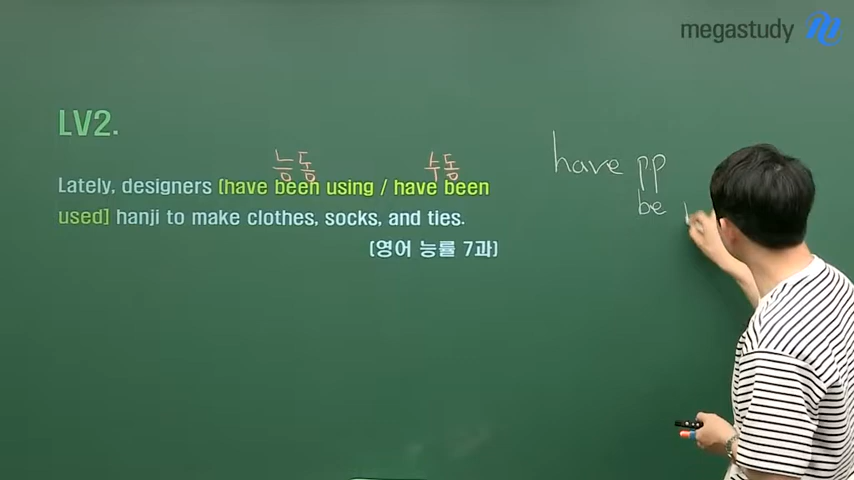 megastudy
LV2.
능동 수동
Lately, designers [have been using / have been
used] hanji to make clothes, socks, and ties.
[영어 능률 7과]
have pp
be